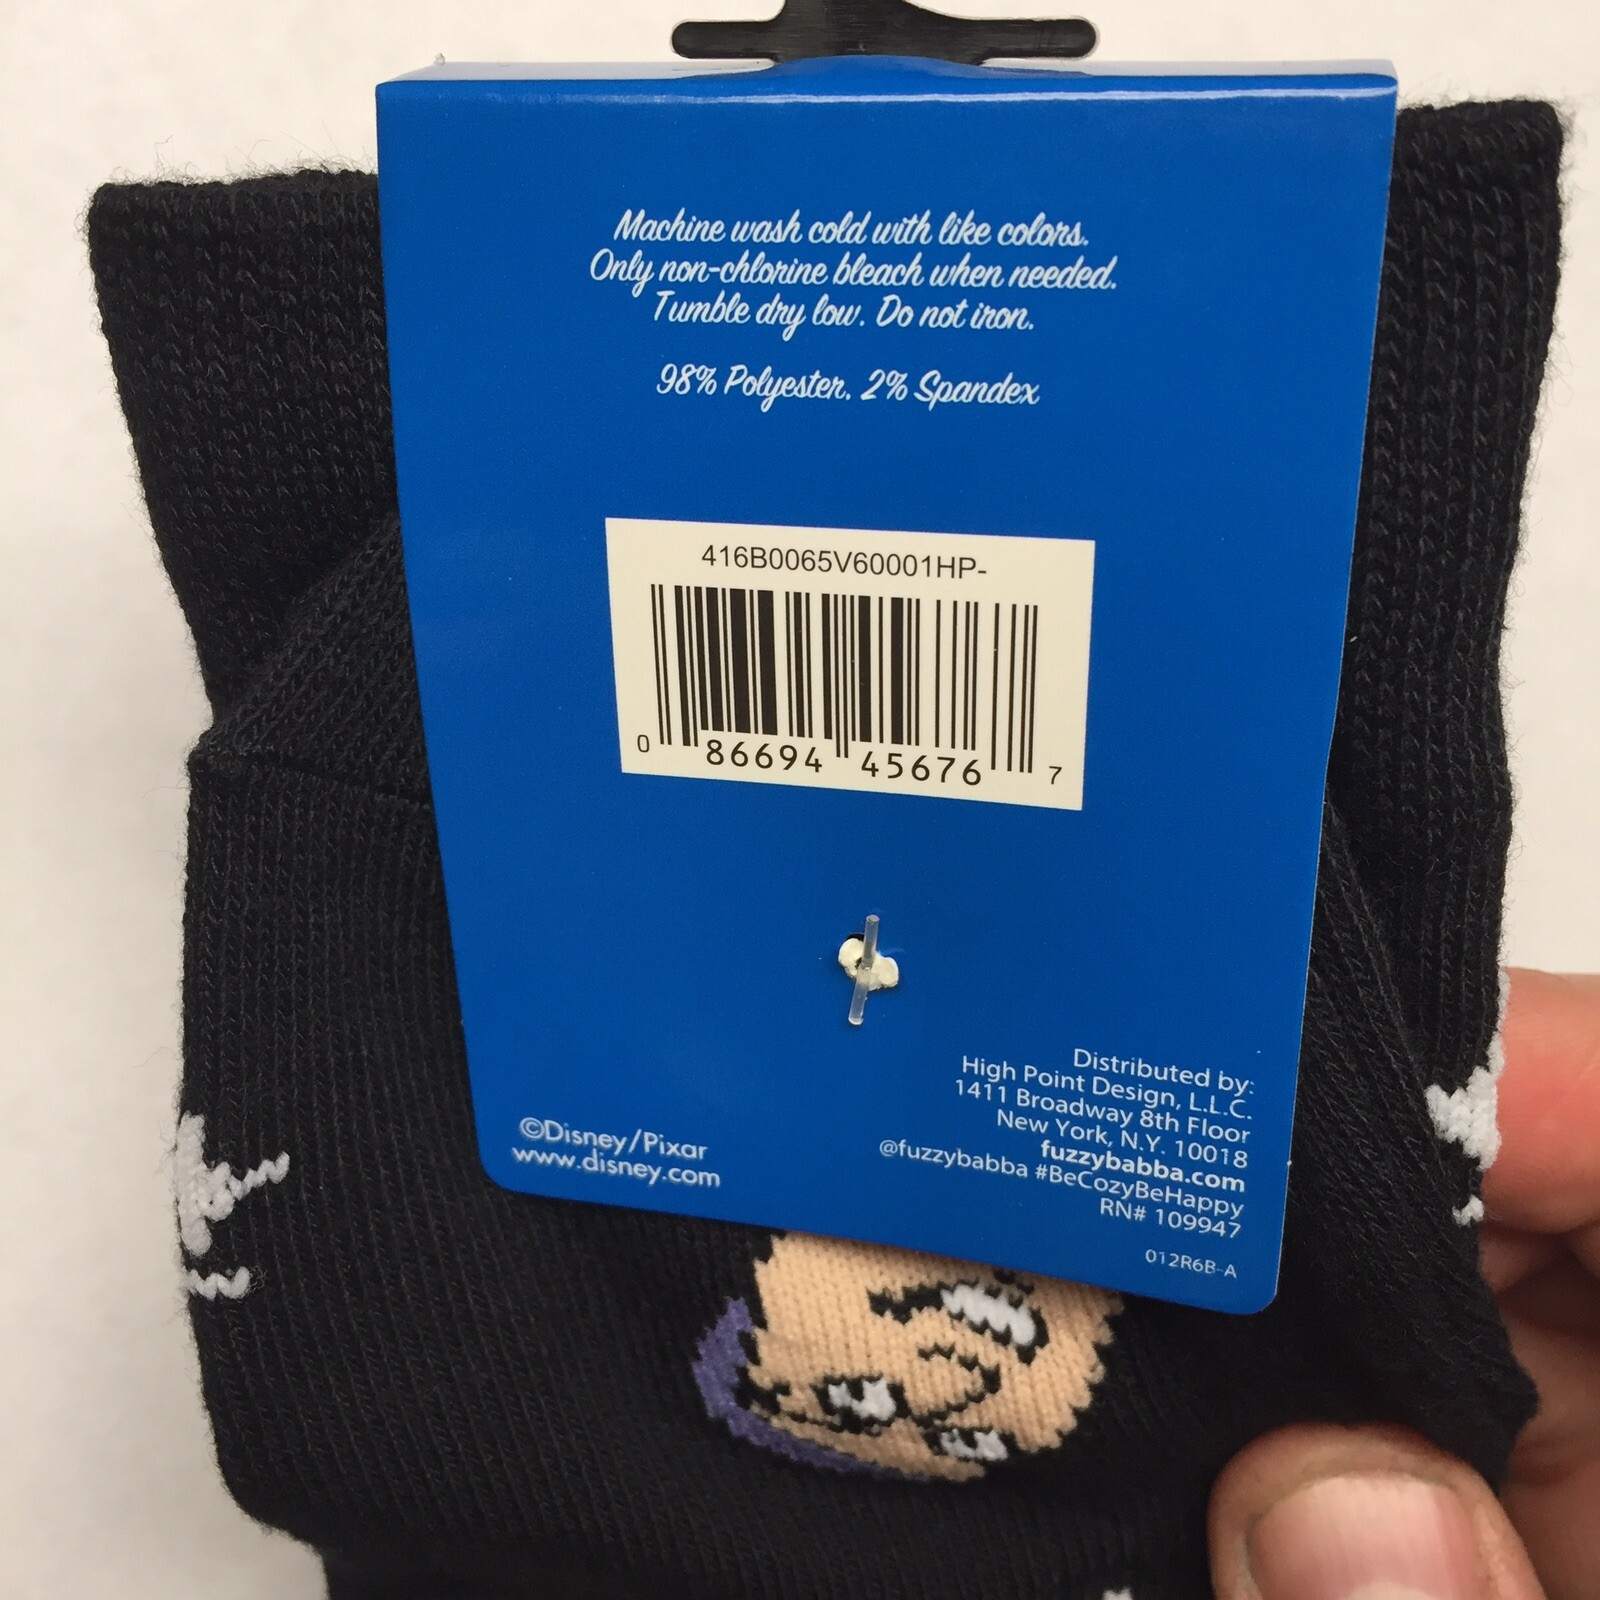 Machine wash cold with like colors.
Only non-chlorine bleach when needed.
Tumble dry low. Do not iron.
98% Polyester. 2% Spandex
416B0065V60001HP-
0 86694 45676 7
Distributed by:
High Point Design, L.L.C.
1411 Broadway 8th Floor
New York, N.Y. 10018
fuzzybabba.com
@fuzzybabba #BeCozyBeHappy
RN# 109947
012R6B-A
©Disney/Pixar
www.disney.com